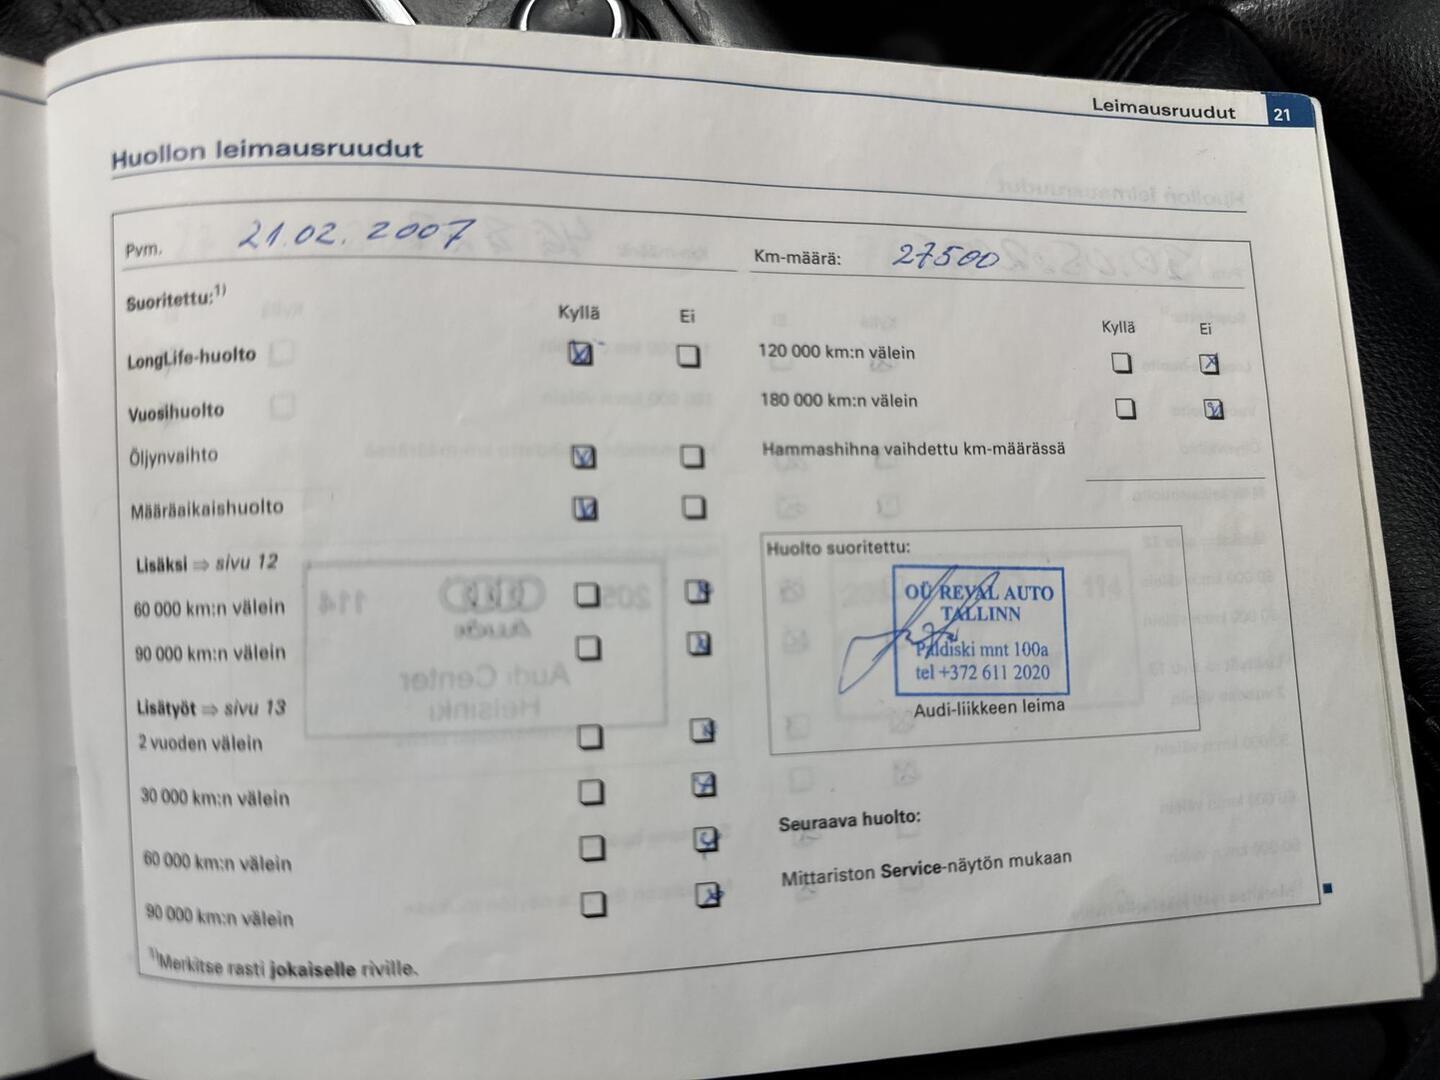 Leimausruudut 21
Huollon leimausruudut
Pvm. 21.02.2007
Suoritettu:1)
Kyllä Ei
LongLife-huolto
Vuosihuolto
Öljynvaihto
Määräaikaishuolto
Lisäksi ⇒ sivu 12
60 000 km:n välein
90 000 km:n välein
Lisätyöt ⇒ sivu 13
2 vuoden välein
30 000 km:n välein
60 000 km:n välein
90 000 km:n välein
1)Merkitse rasti jokaiselle riville.
Km-määrä: 27500
Kyllä Ei
120 000 km:n välein
180 000 km:n välein
Hammashihna vaihdettu km-määrässä
Huolto suoritettu:
OÜ REVAL AUTO
TALLINN
Paldiski mnt 100a
tel +372 611 2020
Audi-liikkeen leima
Seuraava huolto:
Mittariston Service-näytön mukaan